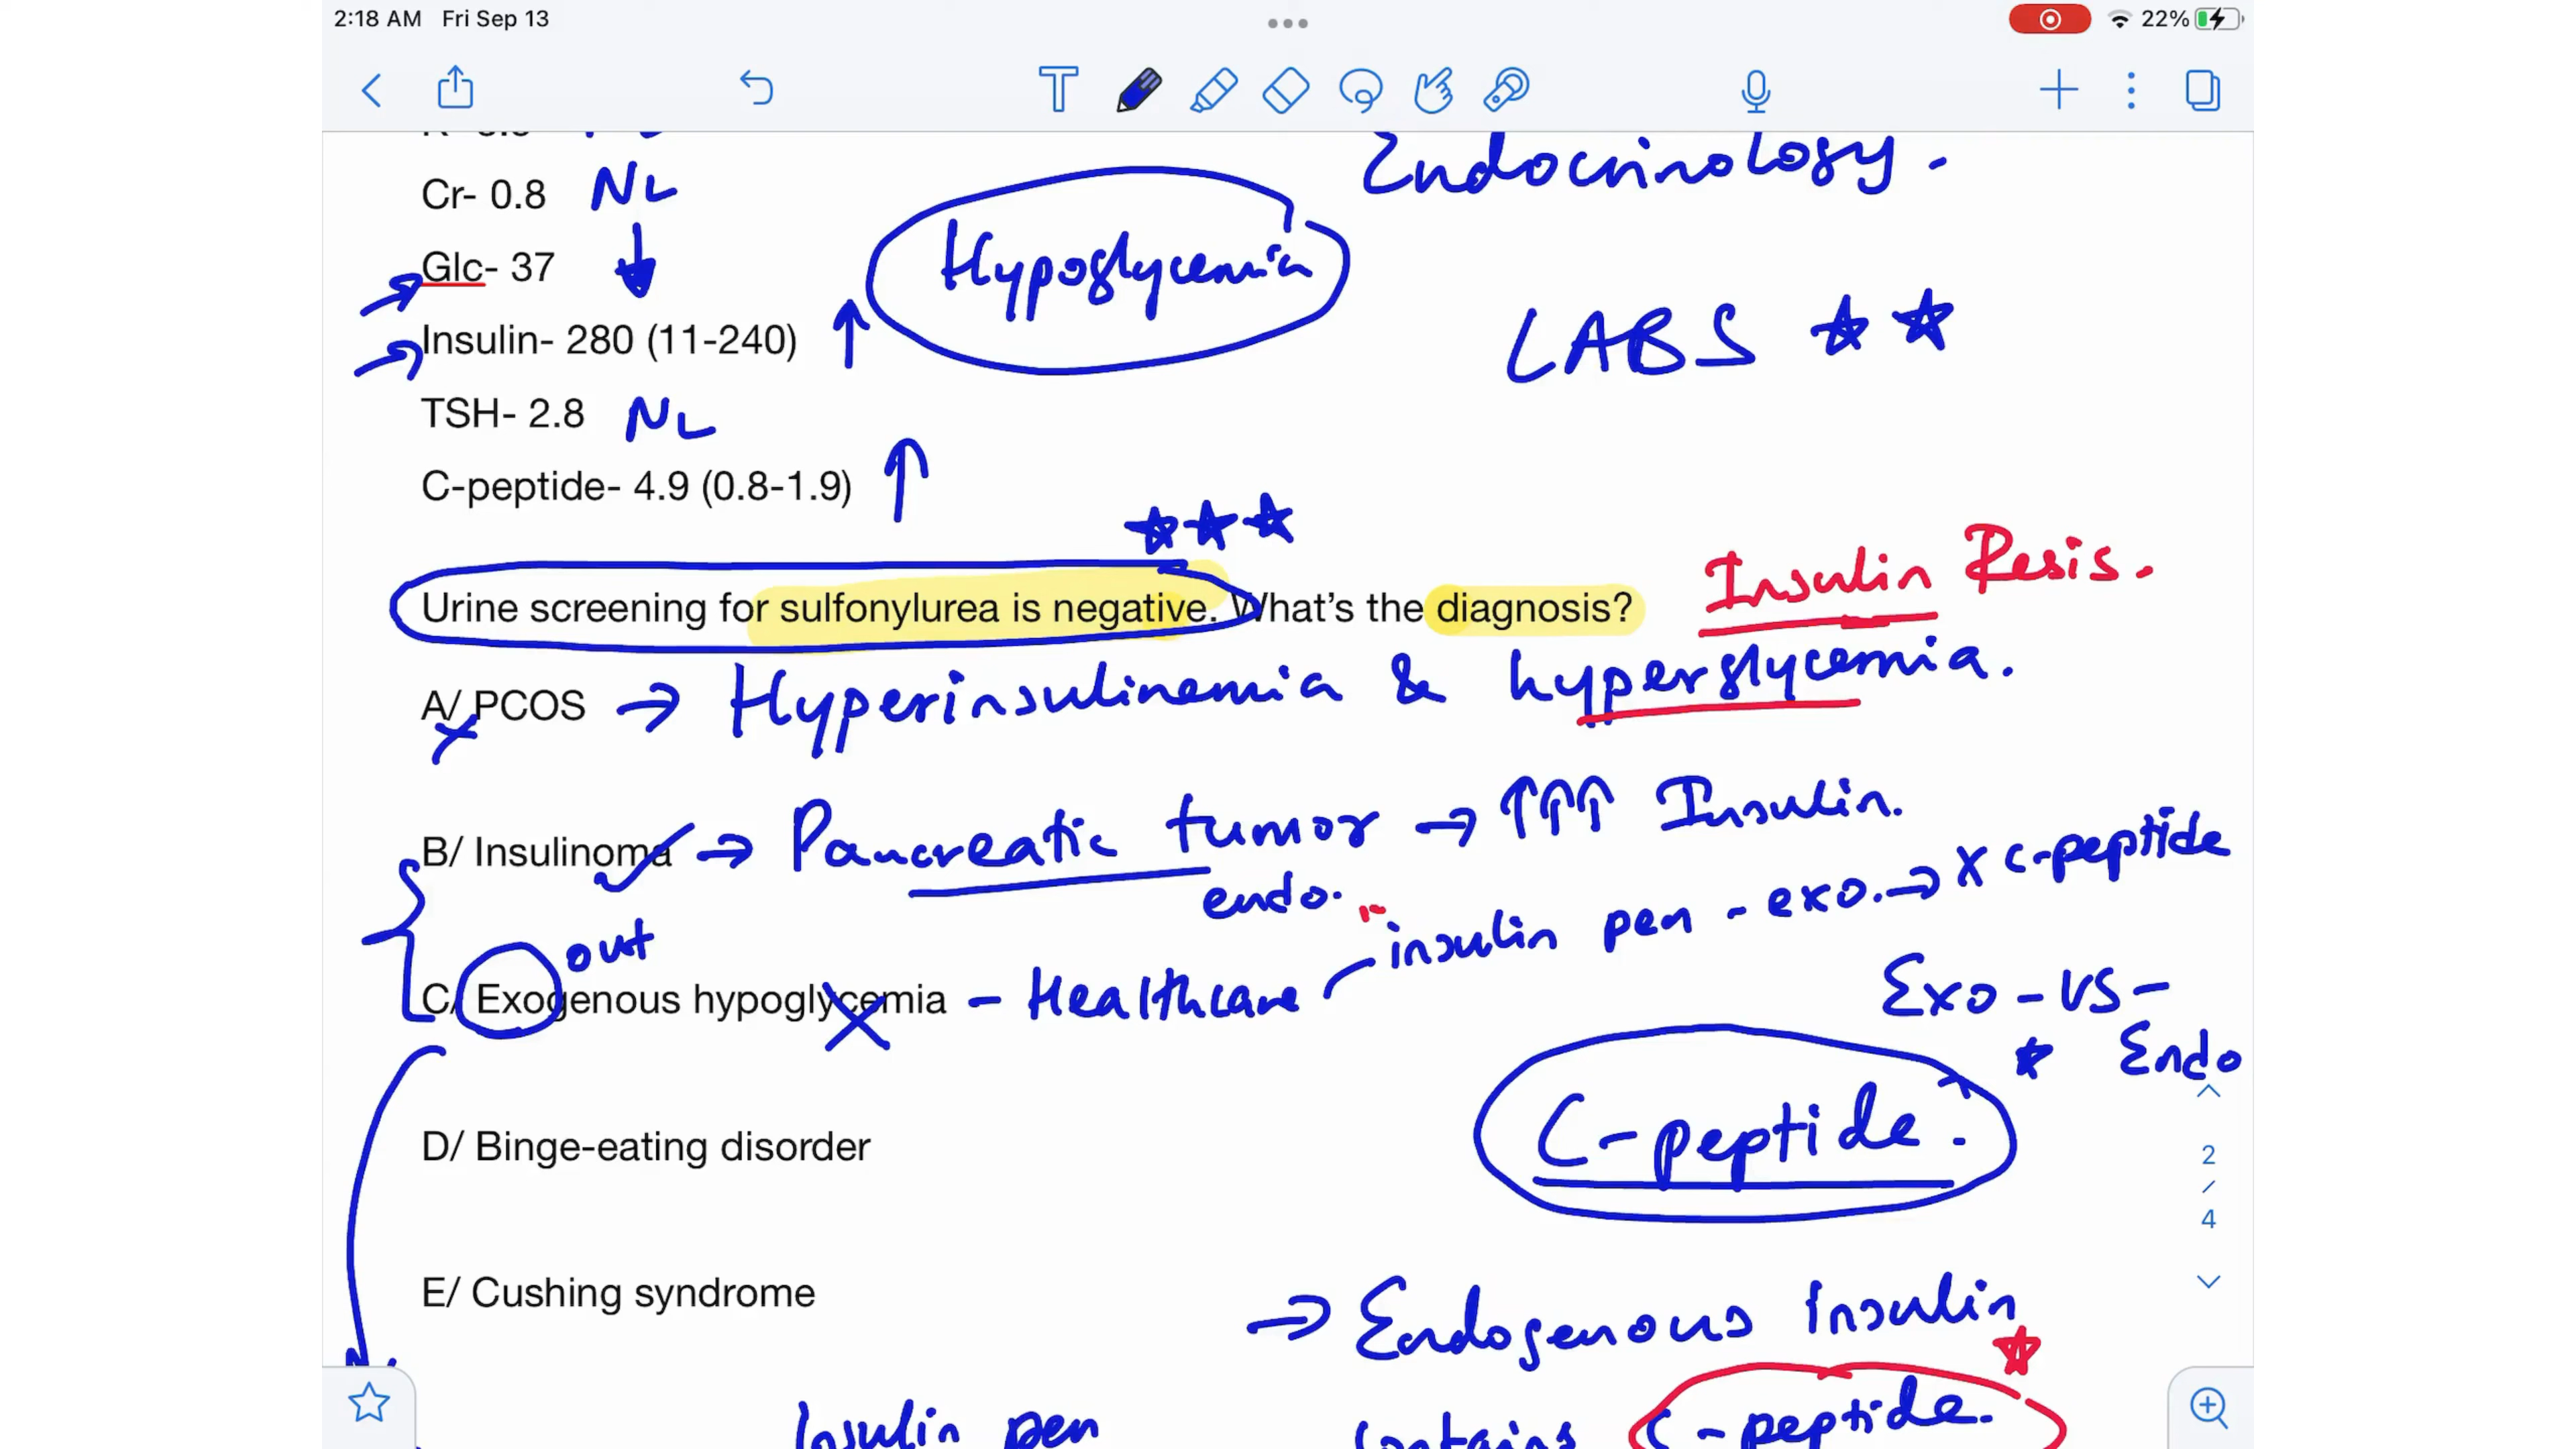 2:18 AM Fri Sep 13
22%
T
Endocrinology.
Cr- 0.8 NL
Hypoglycemia
Glc- 37
Insulin- 280 (11-240)
LABS
TSH- 2.8 NL
C-peptide- 4.9 (0.8-1.9)
Insulin Resis.
Urine screening for sulfonylurea is negative. What's the diagnosis?
A/ PCOS → Hyperinsulinemia & hyperglycemia.
B/ Insulinoma → Pancreatic tumor → ↑↑↑ Insulin.
endo.
insulin pen - exo. → X c-peptide
out
C/ Exogenous hypoglycemia - Healthcare
Exo - VS -
Endo
C-peptide.
D/ Binge-eating disorder
2
/
4
E/ Cushing syndrome
→ Endogenous insulin
Insulin pen
contains C-peptide.